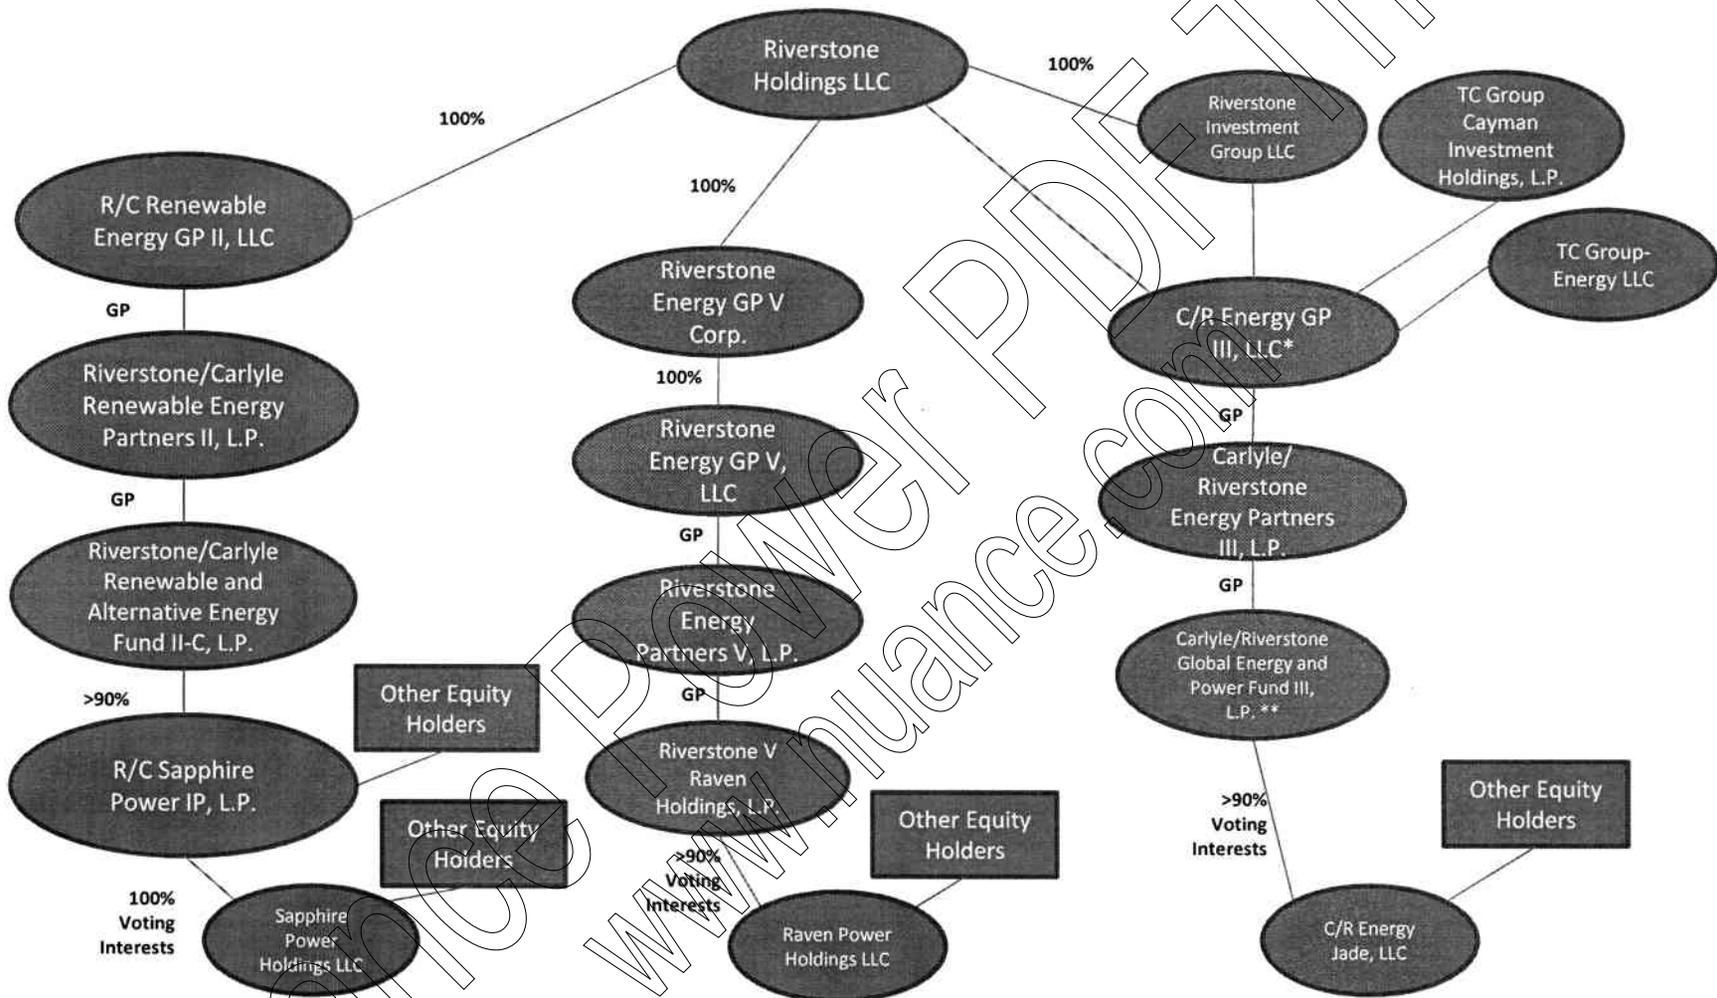 Riverstone
Holdings LLC
100%
100%
100%
Riverstone
Investment
Group LLC
TC Group
Cayman
Investment
Holdings, L.P.
TC Group-
Energy LLC
R/C Renewable
Energy GP II, LLC
GP
Riverstone/Carlyle
Renewable Energy
Partners II, L.P.
GP
Riverstone/Carlyle
Renewable and
Alternative Energy
Fund II-C, L.P.
>90%
Other Equity
Holders
R/C Sapphire
Power IP, L.P.
Other Equity
Holders
100%
Voting
Interests
Sapphire
Power
Holdings LLC
Riverstone
Energy GP V
Corp.
100%
Riverstone
Energy GP V,
LLC
GP
Riverstone
Energy
Partners V, L.P.
GP
Riverstone V
Raven
Holdings, L.P.
>90%
Voting
Interests
Other Equity
Holders
Raven Power
Holdings LLC
C/R Energy GP
III, LLC*
GP
Carlyle/
Riverstone
Energy Partners
III, L.P.
GP
Carlyle/Riverstone
Global Energy and
Power Fund III,
L.P. **
>90%
Voting
Interests
Other Equity
Holders
C/R Energy
Jade, LLC
Power PDF
www.nuance.com